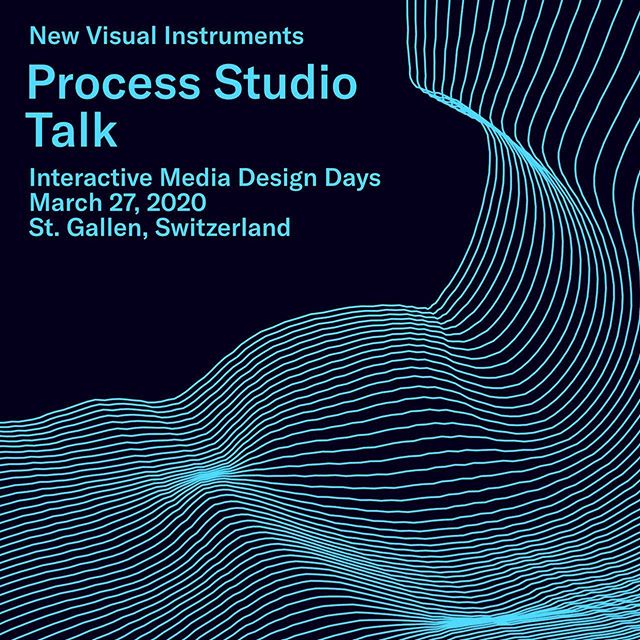 New Visual Instruments
Process Studio
Talk
Interactive Media Design Days
March 27, 2020
St. Gallen, Switzerland